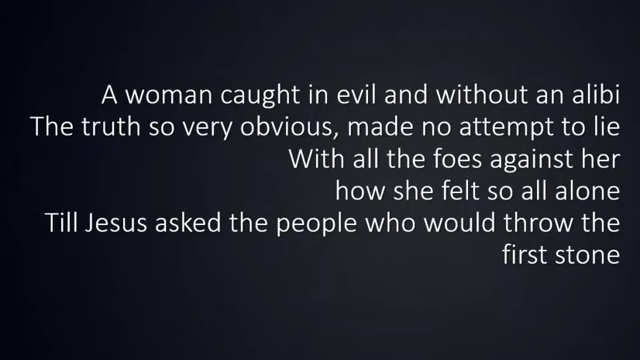 A woman caught in evil and without an alibi
The truth so very obvious, made no attempt to lie
With all the foes against her
how she felt so all alone
Till Jesus asked the people who would throw the
first stone